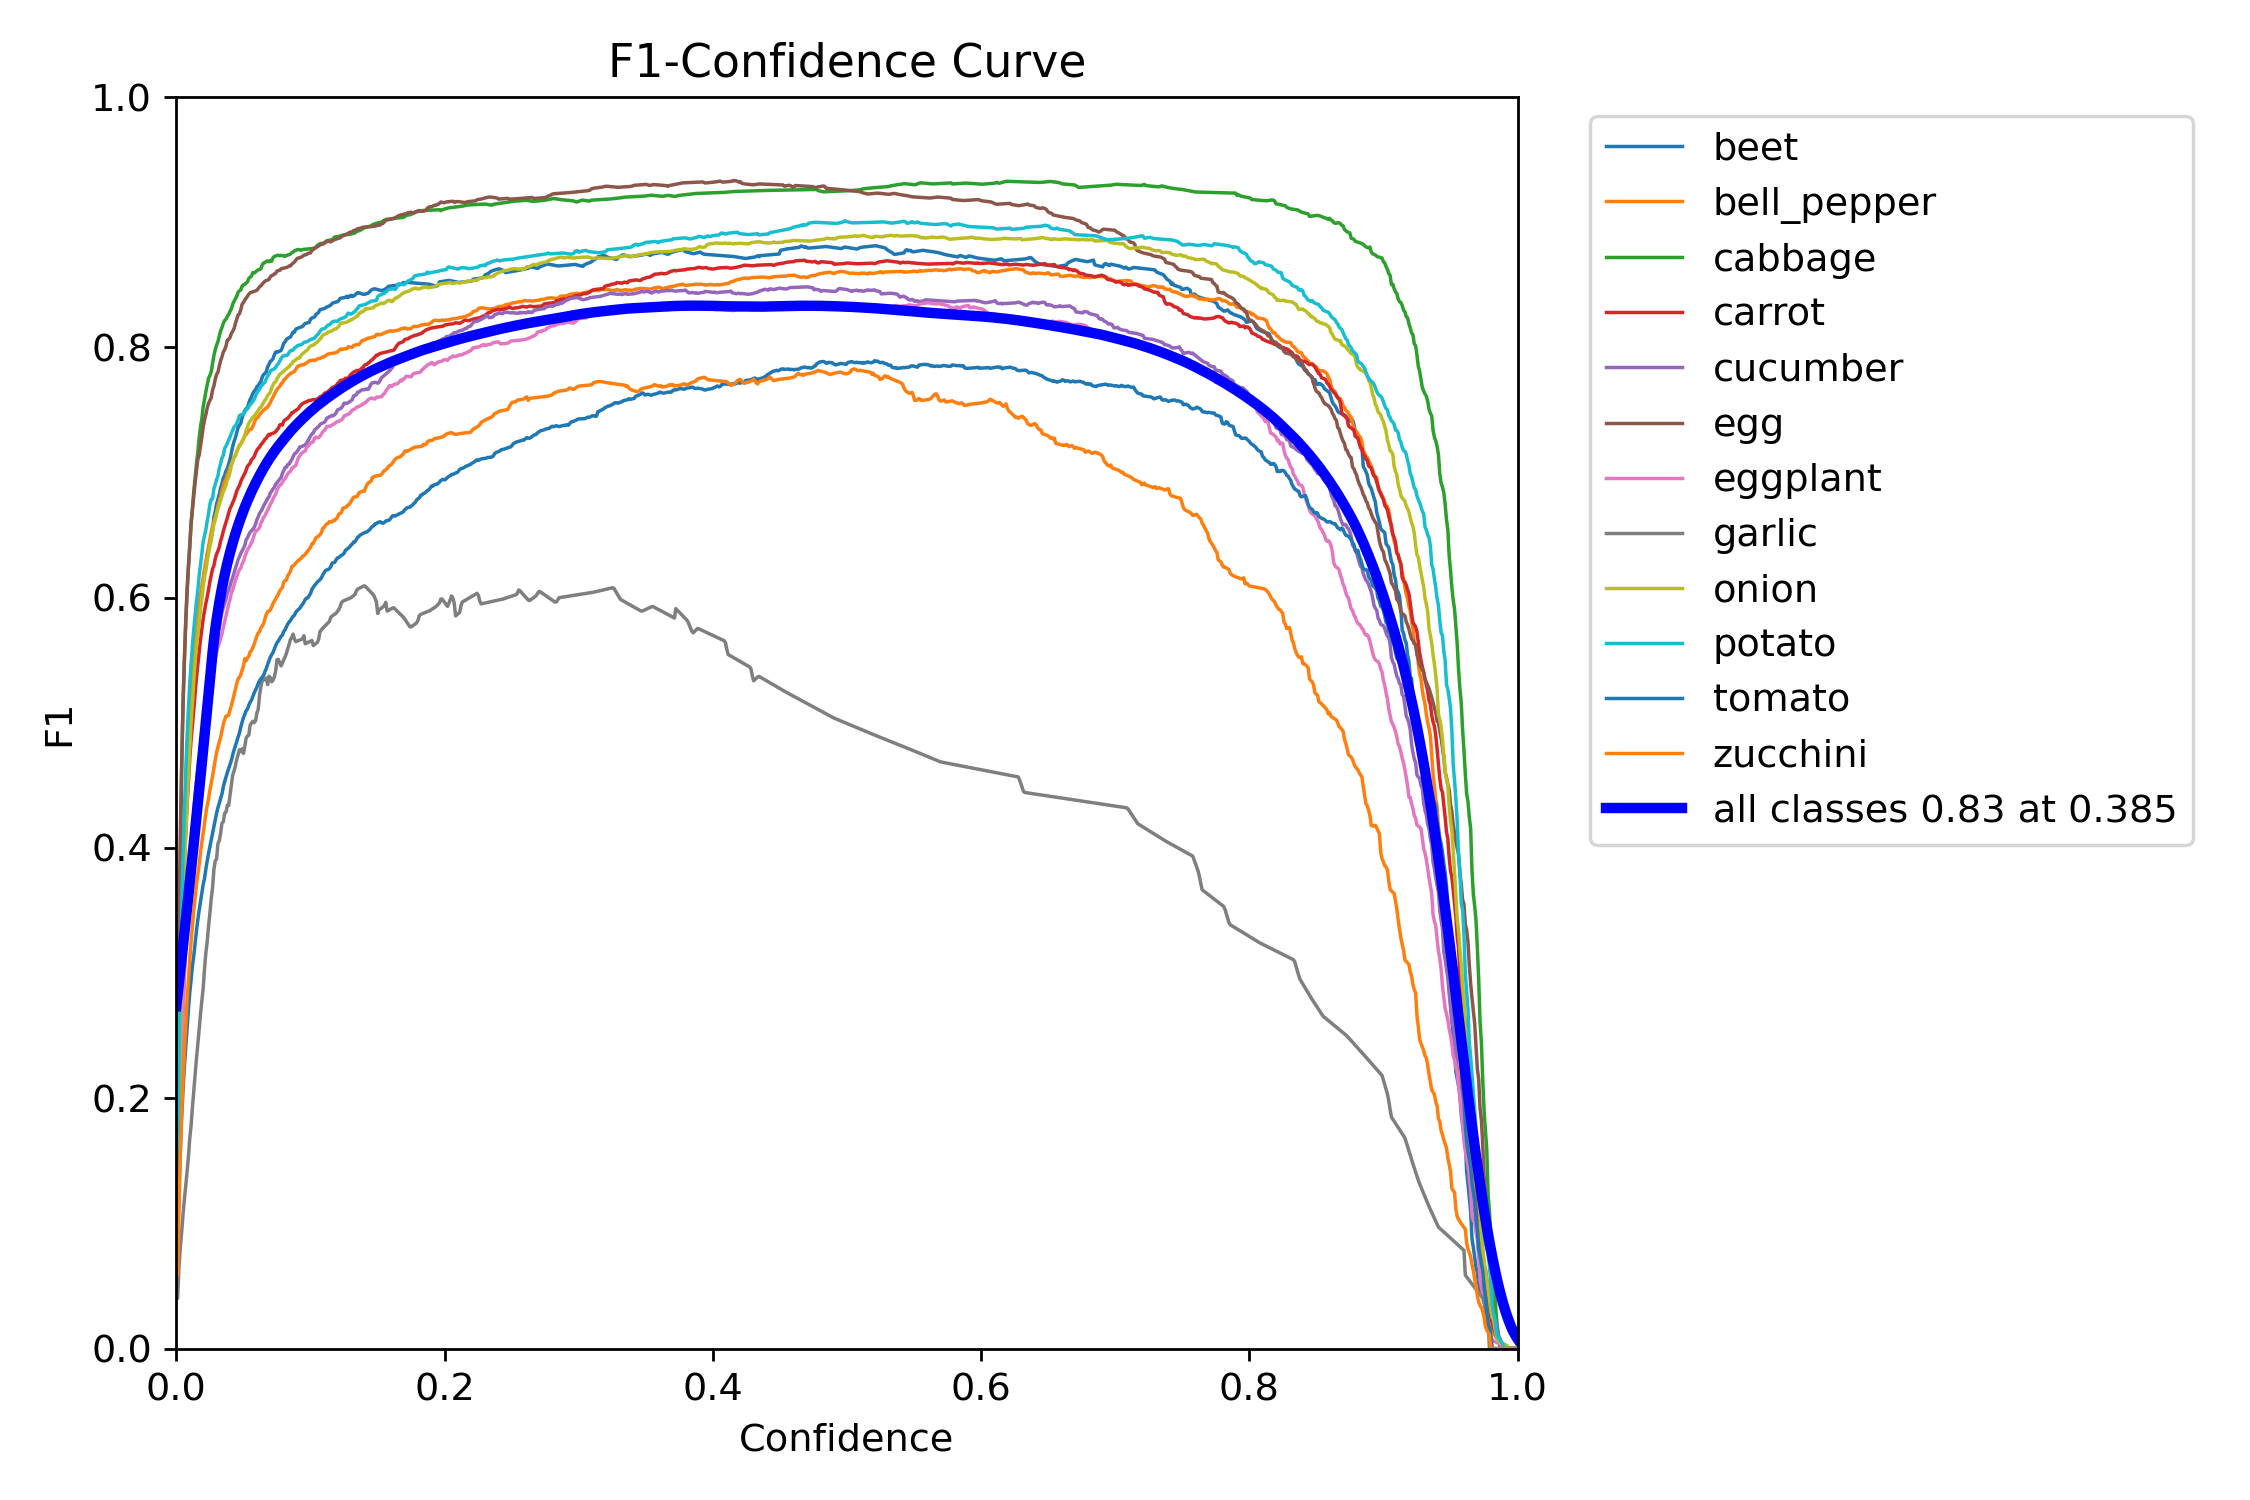 F1-Confidence Curve
1.0
0.8
0.6
0.4
0.2
0.0
F1
0.0 0.2 0.4 0.6 0.8 1.0
Confidence
beet
bell_pepper
cabbage
carrot
cucumber
egg
eggplant
garlic
onion
potato
tomato
zucchini
all classes 0.83 at 0.385